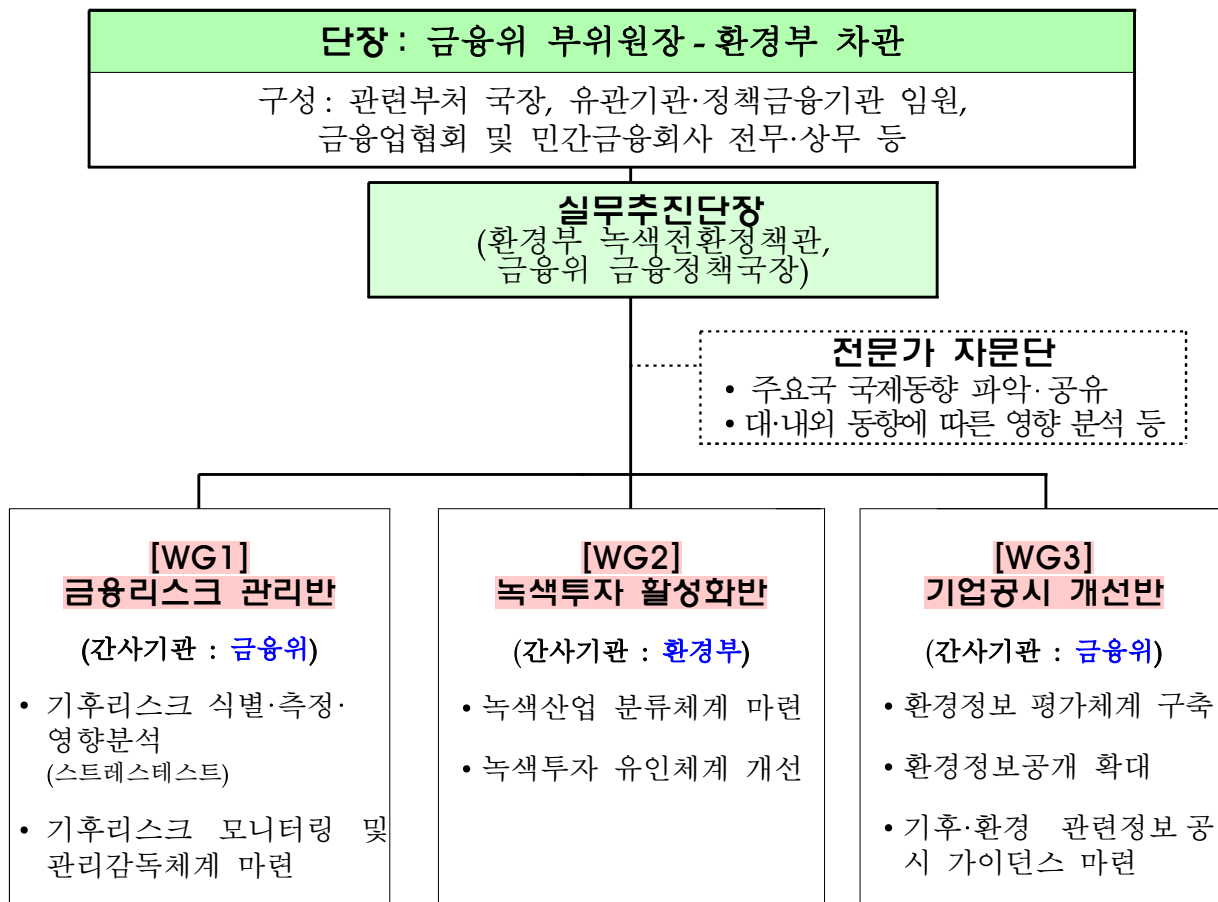 단장 : 금융위 부위원장 - 환경부 차관
구성 : 관련부처 국장, 유관기관·정책금융기관 임원,
금융업협회 및 민간금융회사 전무·상무 등
실무추진단장
(환경부 녹색전환정책관,
금융위 금융정책국장)
전문가 자문단
• 주요국 국제동향 파악·공유
• 대·내외 동향에 따른 영향 분석 등
[WG1]
금융리스크 관리반
(간사기관 : 금융위)
• 기후리스크 식별·측정·
영향분석
(스트레스테스트)
• 기후리스크 모니터링 및
관리감독체계 마련
[WG2]
녹색투자 활성화반
(간사기관 : 환경부)
• 녹색산업 분류체계 마련
• 녹색투자 유인체계 개선
[WG3]
기업공시 개선반
(간사기관 : 금융위)
• 환경정보 평가체계 구축
• 환경정보공개 확대
• 기후·환경 관련정보 공
시 가이던스 마련